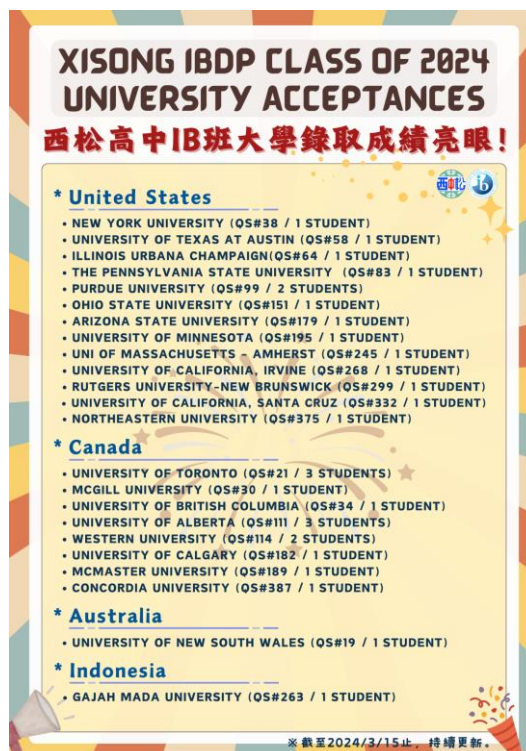 XISONG IBDP CLASS OF 2024
UNIVERSITY ACCEPTANCES
西松高中IB班大學錄取成績亮眼!
西松
ib
* United States
• NEW YORK UNIVERSITY (QS#38 / 1 STUDENT)
• UNIVERSITY OF TEXAS AT AUSTIN (QS#58 / 1 STUDENT)
• ILLINOIS URBANA CHAMPAIGN(QS#64 / 1 STUDENT)
• THE PENNSYLVANIA STATE UNIVERSITY (QS#83 / 1 STUDENT)
• PURDUE UNIVERSITY (QS#99 / 2 STUDENTS)
• OHIO STATE UNIVERSITY (QS#151 / 1 STUDENT)
• ARIZONA STATE UNIVERSITY (QS#179 / 1 STUDENT)
• UNIVERSITY OF MINNESOTA (QS#195 / 1 STUDENT)
• UNI OF MASSACHUSETTS - AMHERST (QS#245 / 1 STUDENT)
• UNIVERSITY OF CALIFORNIA, IRVINE (QS#268 / 1 STUDENT)
• RUTGERS UNIVERSITY-NEW BRUNSWICK (QS#299 / 1 STUDENT)
• UNIVERSITY OF CALIFORNIA, SANTA CRUZ (QS#332 / 1 STUDENT)
• NORTHEASTERN UNIVERSITY (QS#375 / 1 STUDENT)
* Canada
• UNIVERSITY OF TORONTO (QS#21 / 3 STUDENTS)
• MCGILL UNIVERSITY (QS#30 / 1 STUDENT)
• UNIVERSITY OF BRITISH COLUMBIA (QS#34 / 1 STUDENT)
• UNIVERSITY OF ALBERTA (QS#111 / 3 STUDENTS)
• WESTERN UNIVERSITY (QS#114 / 2 STUDENTS)
• UNIVERSITY OF CALGARY (QS#182 / 1 STUDENT)
• MCMASTER UNIVERSITY (QS#189 / 1 STUDENT)
• CONCORDIA UNIVERSITY (QS#387 / 1 STUDENT)
* Australia
• UNIVERSITY OF NEW SOUTH WALES (QS#19 / 1 STUDENT)
* Indonesia
• GAJAH MADA UNIVERSITY (QS#263 / 1 STUDENT)
※截至2024/3/15止, 持續更新。